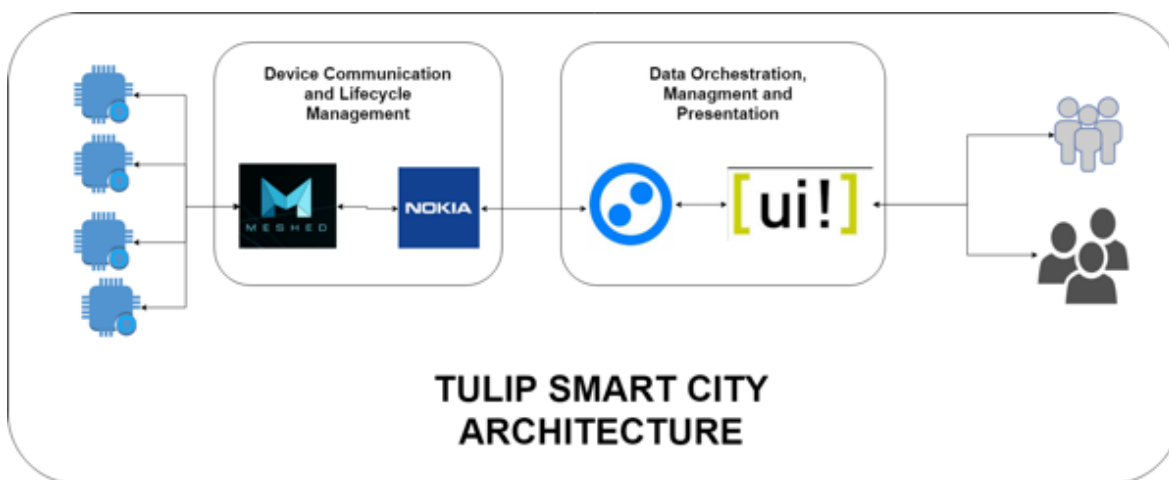 Device Communication
and Lifecycle
Management
Data Orchestration,
Managment and
Presentation
MESHED
NOKIA
[ui!]
TULIP SMART CITY
ARCHITECTURE